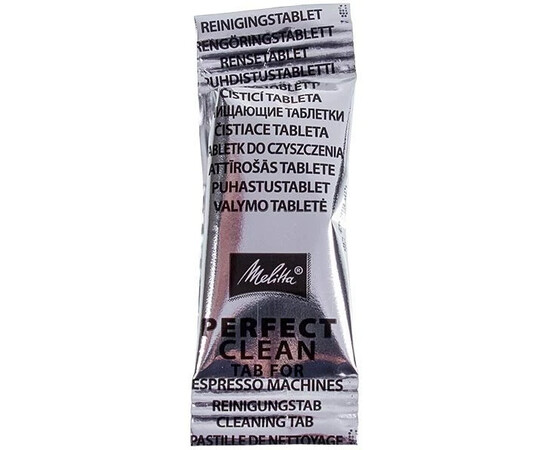 REINIGINGSTABLET
RENGÖRINGSTABLETT
RENSETABLET
PUHDISTUSTABLETTI
ČISTICÍ TABLETA
ИЩАЮЩИЕ ТАБЛЕТКИ
ČISTIACE TABLETA
ABLETK DO CZYSZCZENIA
ATTĪROŠĀS TABLETE
PUHASTUSTABLET
VALYMO TABLETĖ
Melitta®
PERFECT
CLEAN
TAB FOR
ESPRESSO MACHINES
REINIGUNGSTAB
CLEANING TAB
PASTILLE DE NETTOYAGE